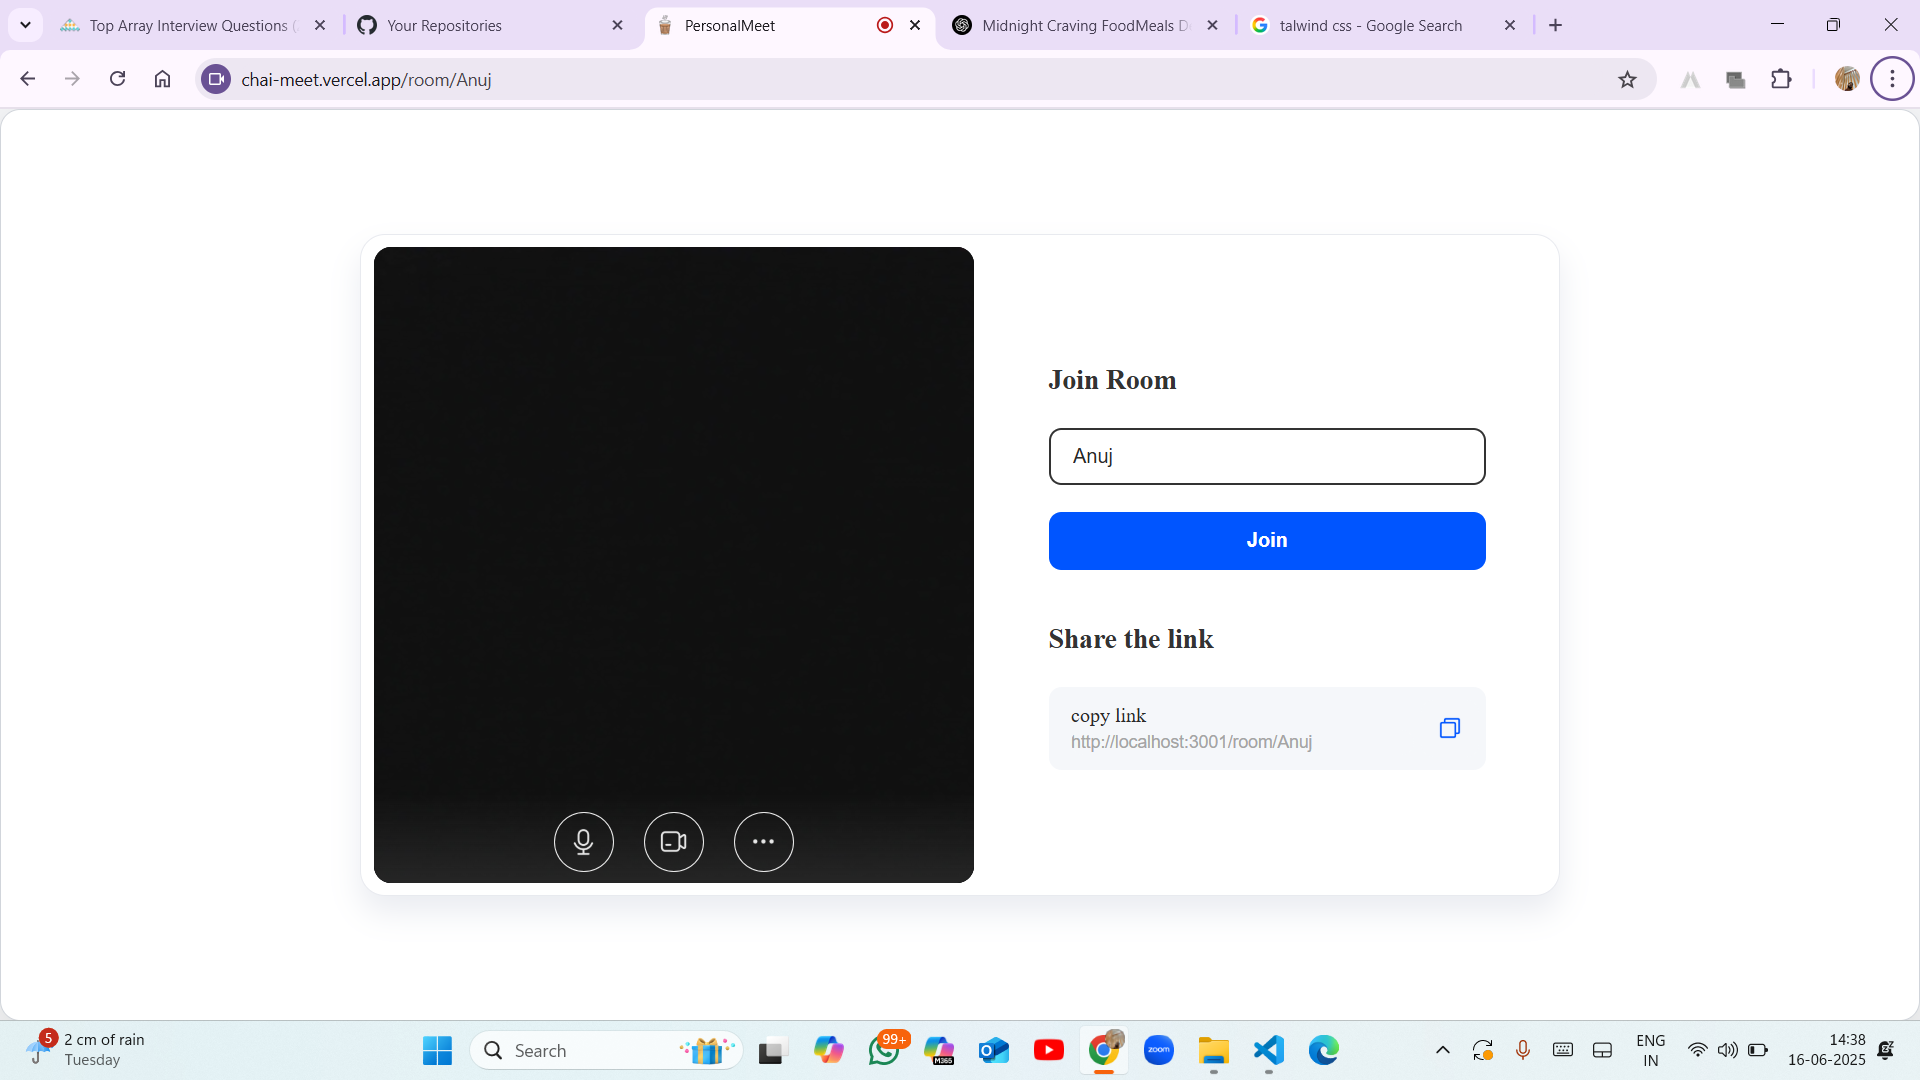 Top Array Interview Questions (
Your Repositories
PersonalMeet
Midnight Craving FoodMeals D
talwind css - Google Search
chai-meet.vercel.app/room/Anuj
Join Room
Anuj
Join
Share the link
copy link
http://localhost:3001/room/Anuj
5
2 cm of rain
Tuesday
Search
99+
M365
zoom
ENG
IN
14:38
16-06-2025